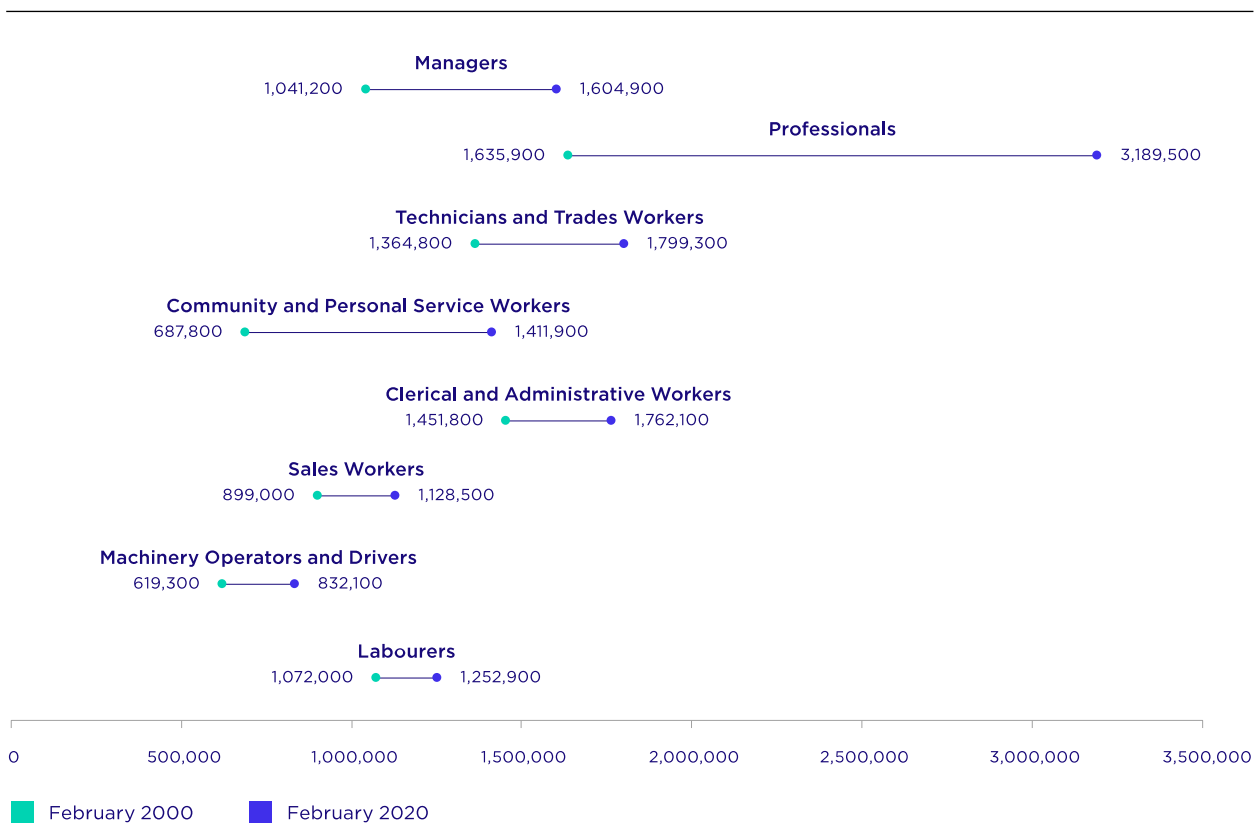 Managers
1,041,200 1,604,900
Professionals
1,635,900 3,189,500
Technicians and Trades Workers
1,364,800 1,799,300
Community and Personal Service Workers
687,800 1,411,900
Clerical and Administrative Workers
1,451,800 1,762,100
Sales Workers
899,000 1,128,500
Machinery Operators and Drivers
619,300 832,100
Labourers
1,072,000 1,252,900
0 500,000 1,000,000 1,500,000 2,000,000 2,500,000 3,000,000 3,500,000
February 2000 February 2020